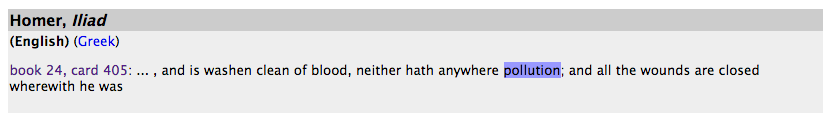 Homer, Iliad
(English) (Greek)
book 24, card 405: ... , and is washen clean of blood, neither hath anywhere pollution; and all the wounds are closed
wherewith he was